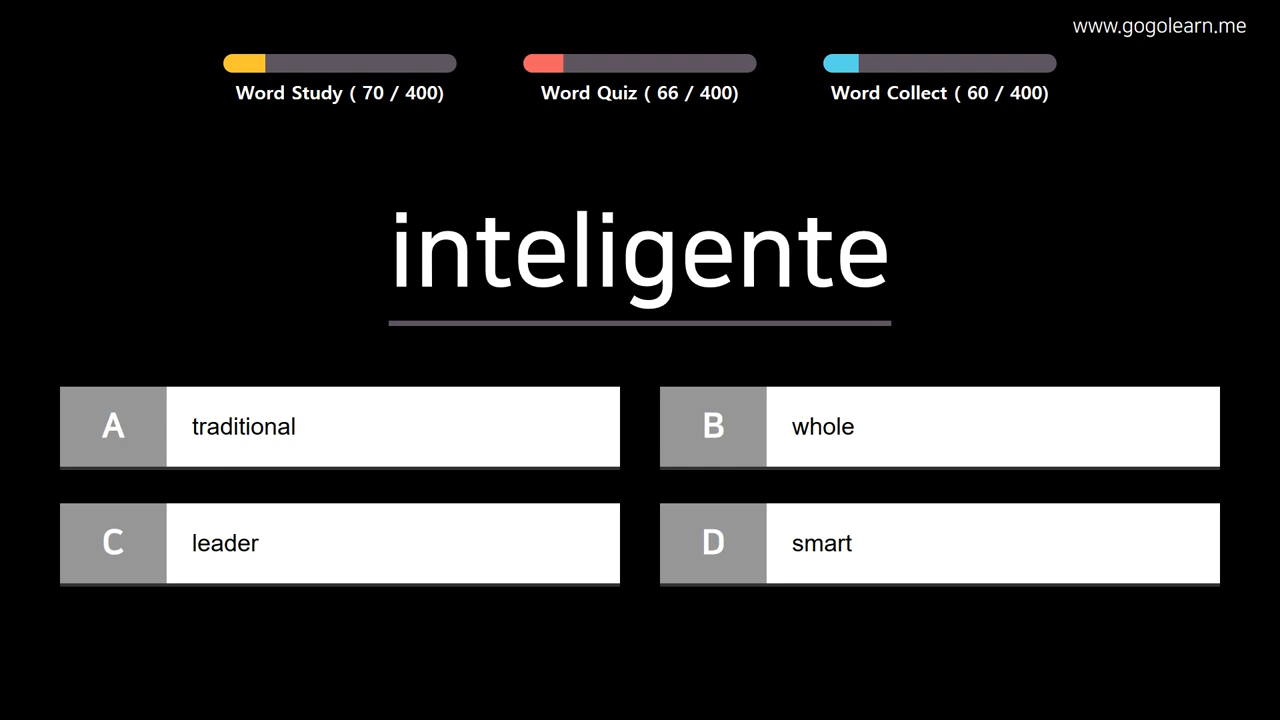 www.gogolearn.me
Word Study ( 70 / 400)
Word Quiz ( 66 / 400)
Word Collect ( 60 / 400)
inteligente
A traditional
B whole
C leader
D smart